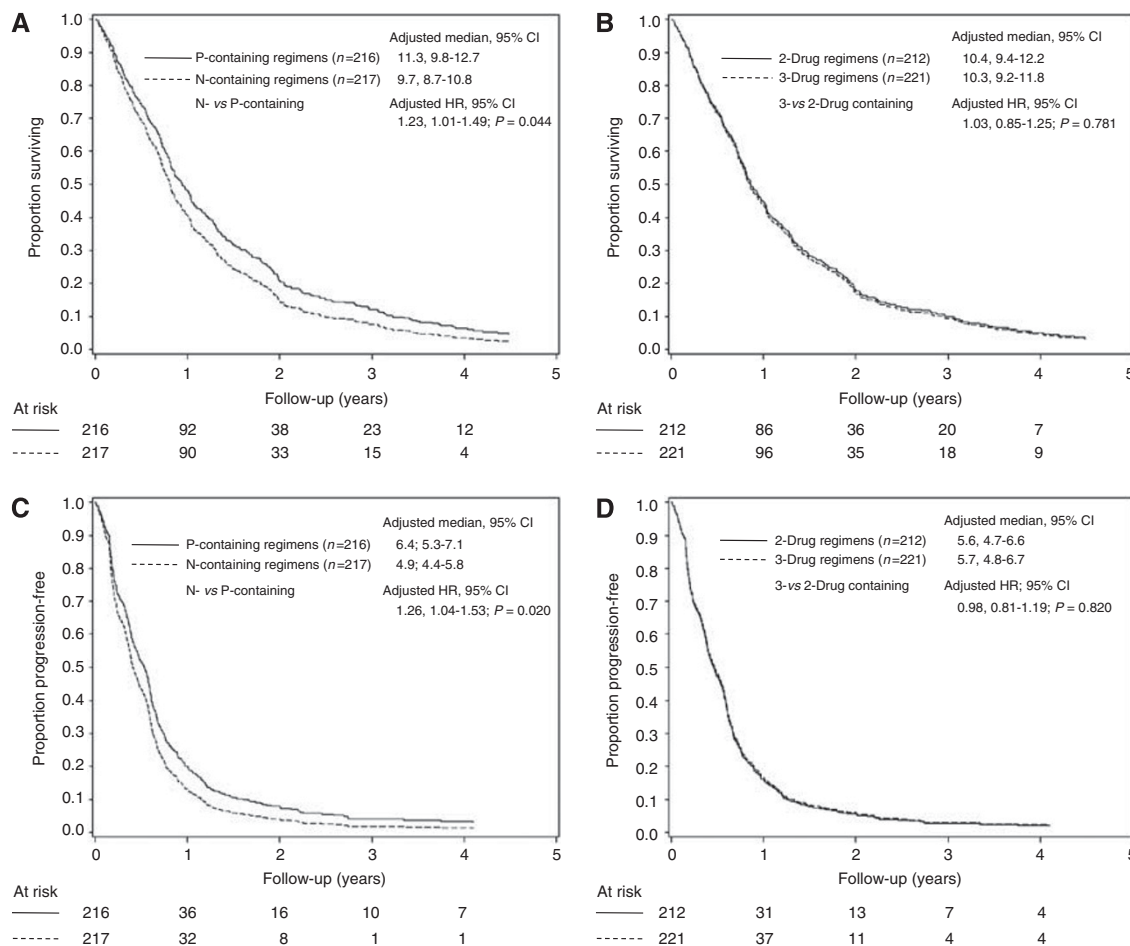 A
1.0
0.9
0.8
0.7
0.6
0.5
0.4
0.3
0.2
0.1
0.0
Proportion surviving
Adjusted median, 95% CI
P-containing regimens (n=216) 11.3, 9.8-12.7
N-containing regimens (n=217) 9.7, 8.7-10.8
N- vs P-containing Adjusted HR, 95% CI
1.23, 1.01-1.49; P = 0.044
0 1 2 3 4 5
Follow-up (years)
At risk
216 92 38 23 12
217 90 33 15 4
B
1.0
0.9
0.8
0.7
0.6
0.5
0.4
0.3
0.2
0.1
0.0
Proportion surviving
Adjusted median, 95% CI
2-Drug regimens (n=212) 10.4, 9.4-12.2
3-Drug regimens (n=221) 10.3, 9.2-11.8
3-vs 2-Drug containing Adjusted HR, 95% CI
1.03, 0.85-1.25; P = 0.781
0 1 2 3 4 5
Follow-up (years)
At risk
212 86 36 20 7
221 96 35 18 9
C
1.0
0.9
0.8
0.7
0.6
0.5
0.4
0.3
0.2
0.1
0.0
Proportion progression-free
Adjusted median, 95% CI
P-containing regimens (n=216) 6.4; 5.3-7.1
N-containing regimens (n=217) 4.9; 4.4-5.8
N- vs P-containing Adjusted HR, 95% CI
1.26, 1.04-1.53; P = 0.020
0 1 2 3 4 5
Follow-up (years)
At risk
216 36 16 10 7
217 32 8 1 1
D
1.0
0.9
0.8
0.7
0.6
0.5
0.4
0.3
0.2
0.1
0.0
Proportion progression-free
Adjusted median, 95% CI
2-Drug regimens (n=212) 5.6, 4.7-6.6
3-Drug regimens (n=221) 5.7, 4.8-6.7
3-vs 2-Drug containing Adjusted HR; 95% CI
0.98, 0.81-1.19; P = 0.820
0 1 2 3 4 5
Follow-up (years)
At risk
212 31 13 7 4
221 37 11 4 4